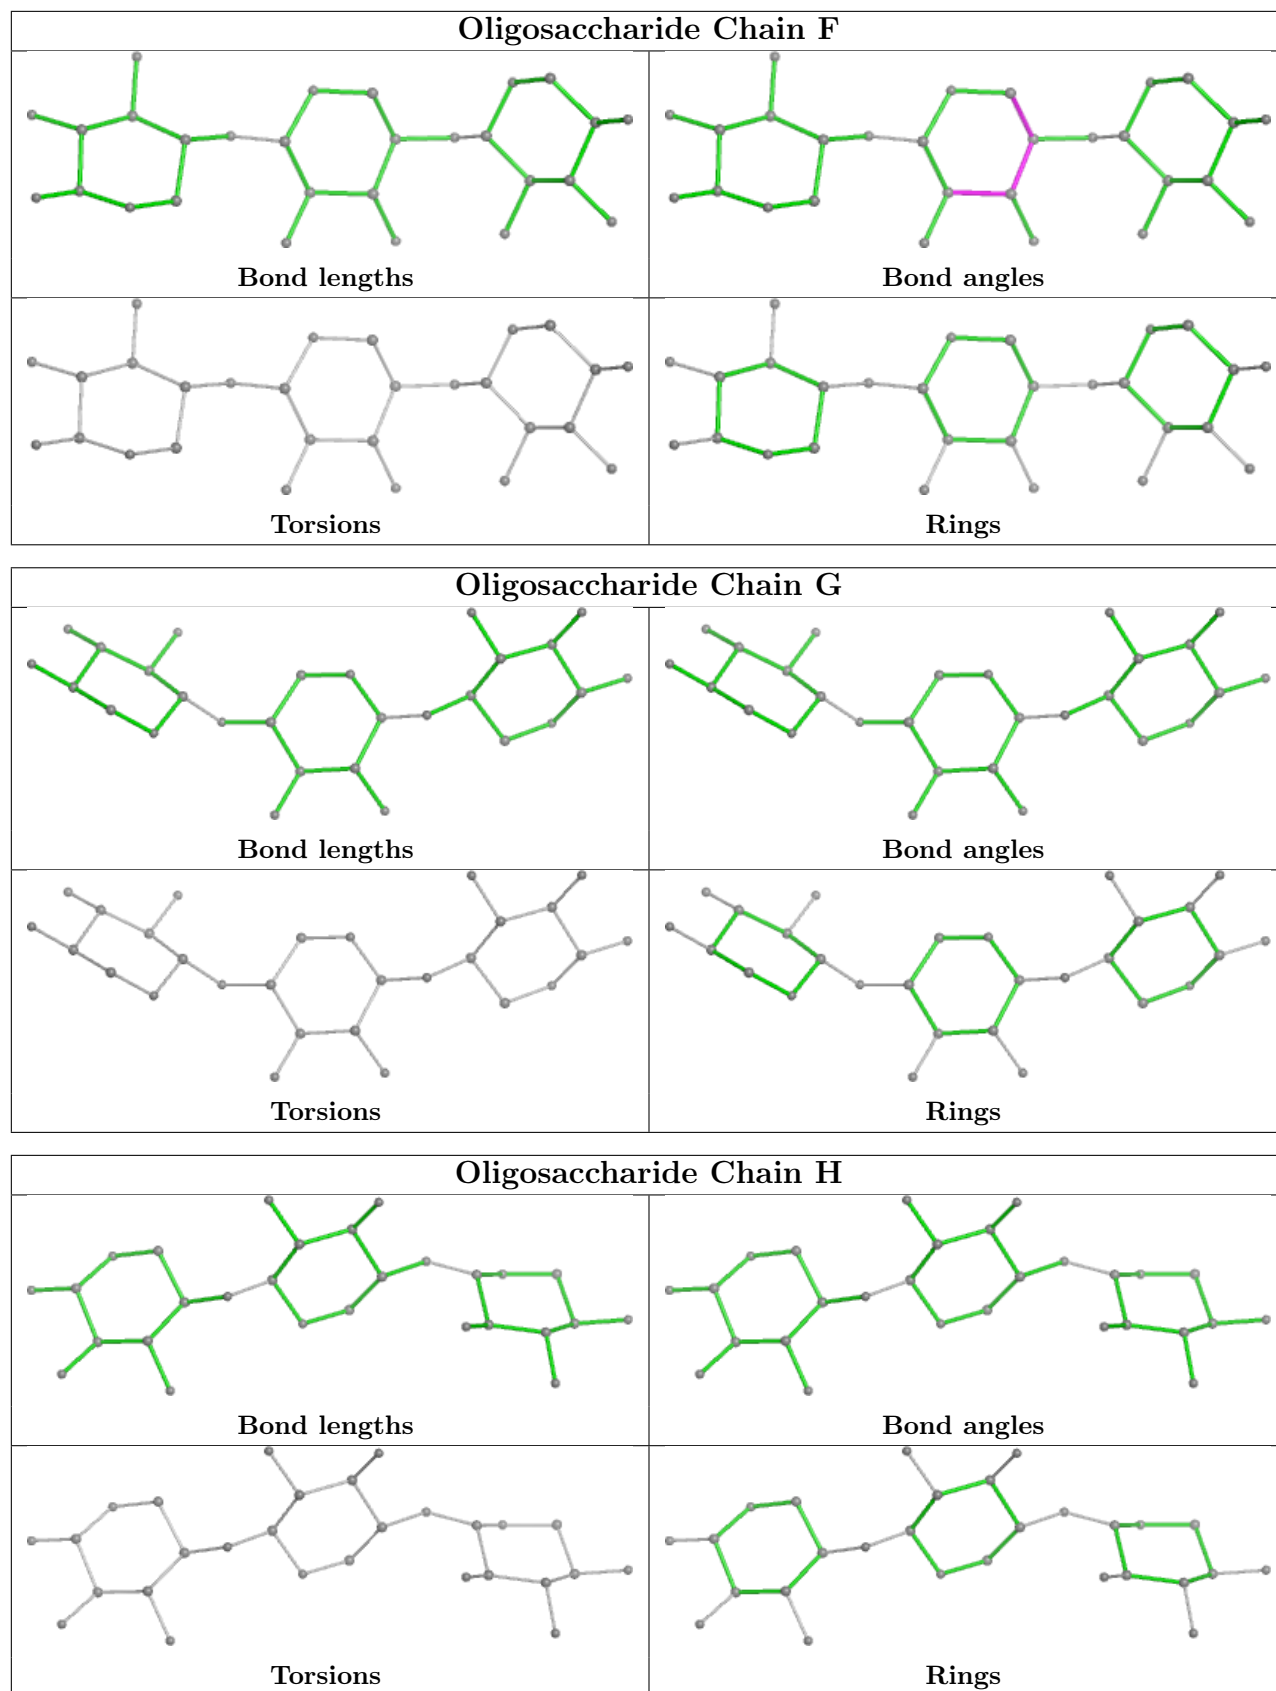 Oligosaccharide Chain F
Bond lengths
Bond angles
Torsions
Rings
Oligosaccharide Chain G
Bond lengths
Bond angles
Torsions
Rings
Oligosaccharide Chain H
Bond lengths
Bond angles
Torsions
Rings